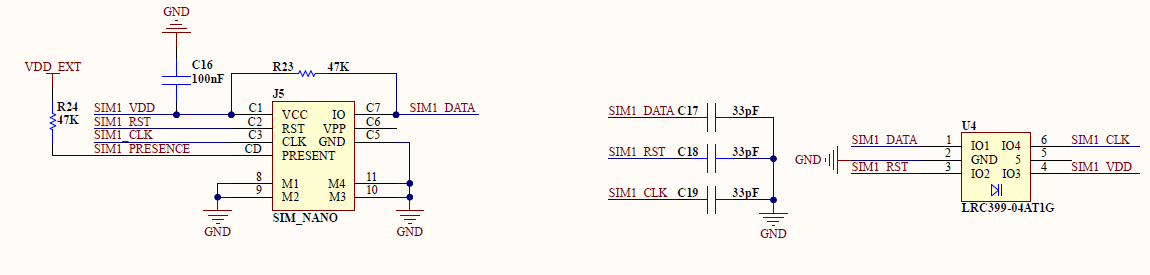 GND
VDD_EXT
C16
100nF
R23 47K
R24
47K
J5
SIM1_VDD C1 VCC IO C7 SIM1_DATA
SIM1_RST C2 RST VPP C6
SIM1_CLK C3 CLK GND C5
SIM1_PRESENCE CD PRESENT
8 M1 M4 11
9 M2 M3 10
SIM_NANO
GND
GND
SIM1_DATA C17 33pF
SIM1_RST C18 33pF
SIM1_CLK C19 33pF
GND
U4
SIM1_DATA 1 IO1 IO4 6 SIM1_CLK
GND 2 GND 5 5
SIM1_RST 3 IO2 IO3 4 SIM1_VDD
LRC399-04AT1G